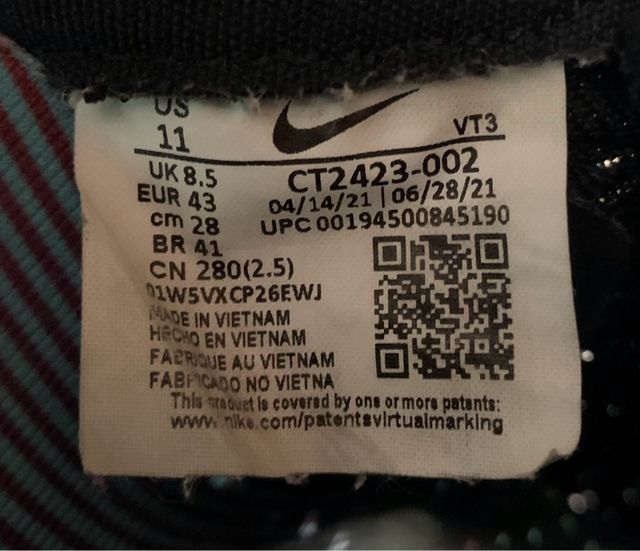 US
11
VT3
UK 8.5
CT2423-002
EUR 43
04/14/21 | 06/28/21
cm 28
UPC 00194500845190
BR 41
CN 280(2.5)
01W5VXCP26EWJ
MADE IN VIETNAM
HECHO EN VIETNAM
FABRIQUE AU VIETNAM
FABRICADO NO VIETNA
This product is covered by one or more patents:
www.nike.com/patentsvirtualmarking